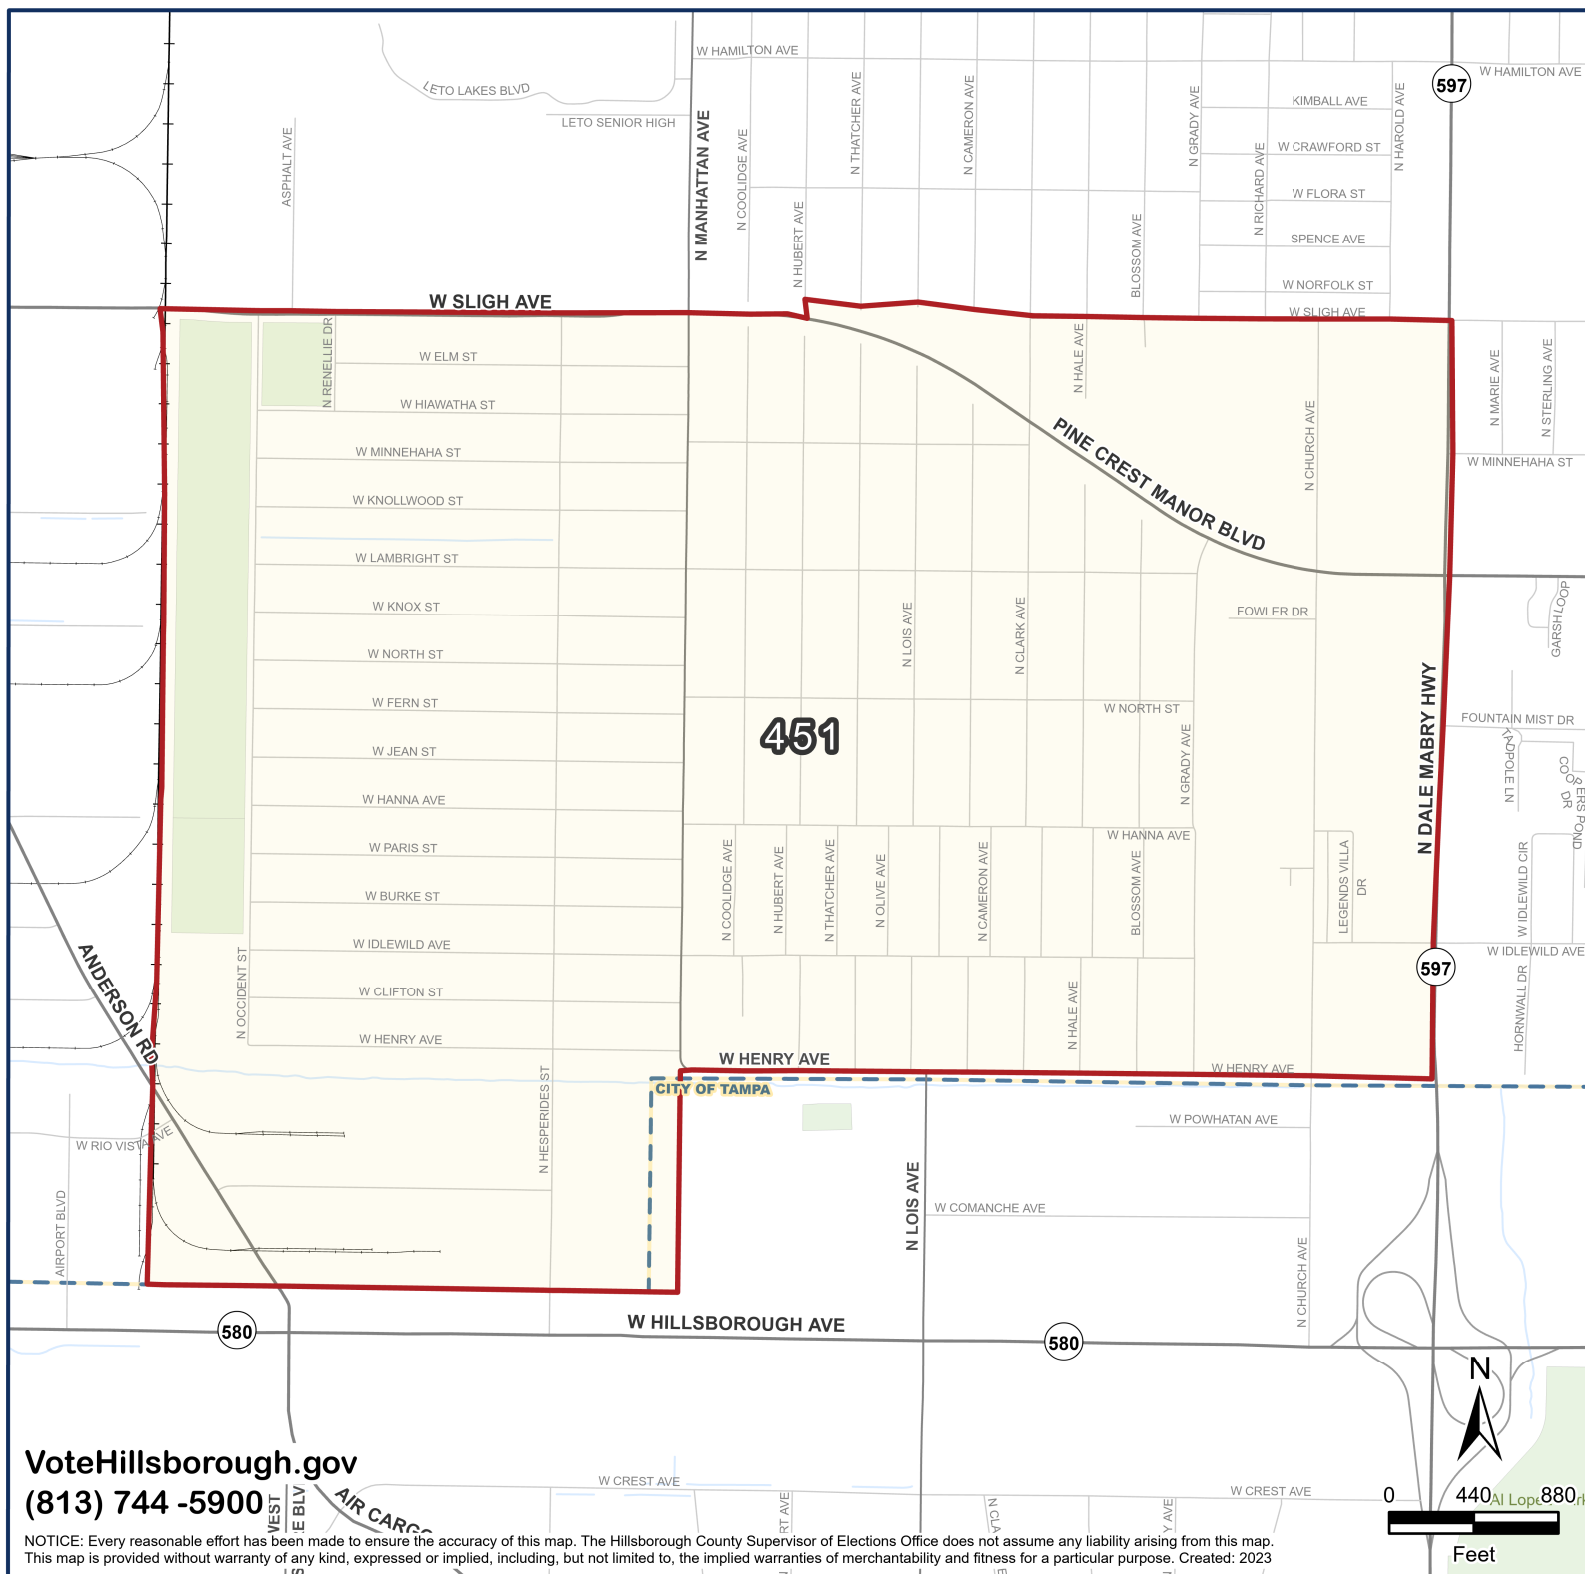 W HAMILTON AVE
W HAMILTON AVE
597
LETO LAKES BLVD
LETO SENIOR HIGH
ASPHALT AVE
N MANHATTAN AVE
N COOLIDGE AVE
N HUBERT AVE
N THATCHER AVE
N CAMERON AVE
BLOSSOM AVE
N GRADY AVE
N RICHARD AVE
N HAROLD AVE
KIMBALL AVE
W CRAWFORD ST
W FLORA ST
SPENCE AVE
W NORFOLK ST
W SLIGH AVE
W SLIGH AVE
N RENELLIE DR
W ELM ST
W HIAWATHA ST
W MINNEHAHA ST
W KNOLLWOOD ST
W LAMBRIGHT ST
W KNOX ST
W NORTH ST
W FERN ST
W JEAN ST
W HANNA AVE
W PARIS ST
W BURKE ST
W IDLEWILD AVE
W CLIFTON ST
W HENRY AVE
N OCCIDENT ST
N HESPERIDES ST
N HALE AVE
PINE CREST MANOR BLVD
N CHURCH AVE
N MARIE AVE
N STERLING AVE
W MINNEHAHA ST
N LOIS AVE
N CLARK AVE
FOWLER DR
GARSH LOOP
451
W NORTH ST
N GRADY AVE
N DALE MABRY HWY
FOUNTAIN MIST DR
TADPOLE LN
W HANNA AVE
N COOLIDGE AVE
N HUBERT AVE
N THATCHER AVE
N OLIVE AVE
N CAMERON AVE
BLOSSOM AVE
LEGENDS VILLA
DR
W IDLEWILD CIR
W IDLEWILD AVE
597
HORNWALL DR
N HALE AVE
ANDERSON RD
W HENRY AVE
W HENRY AVE
CITY OF TAMPA
W RIO VISTA AVE
AIRPORT BLVD
W POWHATAN AVE
N LOIS AVE
W COMANCHE AVE
N CHURCH AVE
580
W HILLSBOROUGH AVE
580
N
W CREST AVE
W CREST AVE
AIR CARGO
VoteHillsborough.gov
(813) 744 -5900
0 440 880
Feet
NOTICE: Every reasonable effort has been made to ensure the accuracy of this map. The Hillsborough County Supervisor of Elections Office does not assume any liability arising from this map.
This map is provided without warranty of any kind, expressed or implied, including, but not limited to, the implied warranties of merchantability and fitness for a particular purpose. Created: 2023